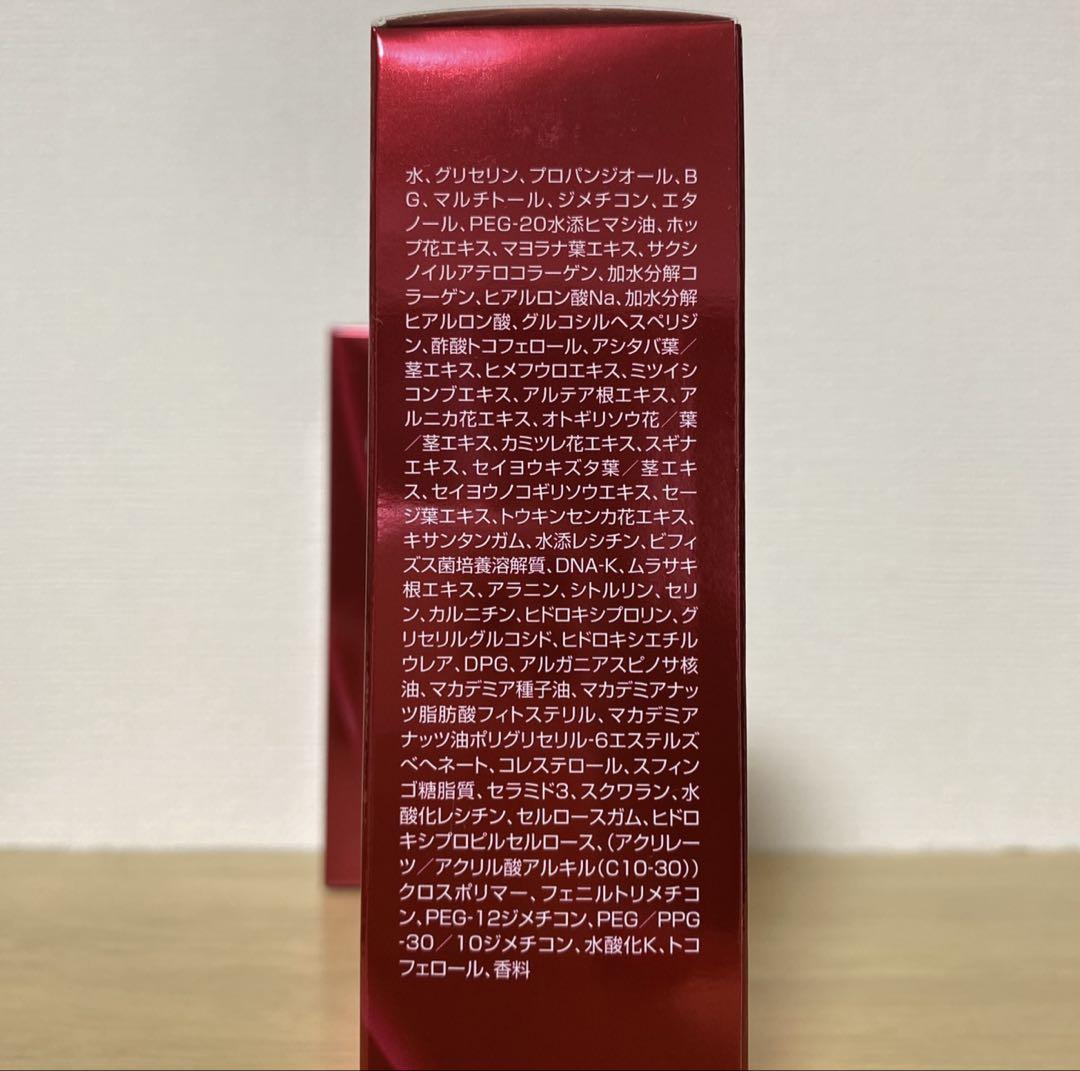 水、グリセリン、プロパンジオール、B
G、マルチトール、ジメチコン、エタ
ノール、PEG-20水添ヒマシ油、ホッ
プ花エキス、マヨラナ葉エキス、サクシ
ノイルアテロコラーゲン、加水分解コ
ラーゲン、ヒアルロン酸Na、加水分解
ヒアルロン酸、グルコシルヘスペリジ
ン、酢酸トコフェロール、アシタバ葉／
茎エキス、ヒメフウロエキス、ミツイシ
コンブエキス、アルテア根エキス、ア
ルニカ花エキス、オトギリソウ花／葉
／茎エキス、カミツレ花エキス、スギナ
エキス、セイヨウキズタ葉／茎エキ
ス、セイヨウノコギリソウエキス、セー
ジ葉エキス、トウキンセンカ花エキス、
キサンタンガム、水添レシチン、ビフィ
ズス菌培養溶解質、DNA-K、ムラサキ
根エキス、アラニン、シトルリン、セリ
ン、カルニチン、ヒドロキシプロリン、グ
リセリルグルコシド、ヒドロキシエチル
ウレア、DPG、アルガニアスピノサ核
油、マカデミア種子油、マカデミアナッ
ツ脂肪酸フィトステリル、マカデミア
ナッツ油ポリグリセリル-6エステルズ
ベヘネート、コレステロール、スフィン
ゴ糖脂質、セラミド3、スクワラン、水
酸化レシチン、セルロースガム、ヒドロ
キシプロピルセルロース、（アクリレー
ツ／アクリル酸アルキル（C10-30））
クロスポリマー、フェニルトリメチコ
ン、PEG-12ジメチコン、PEG／PPG
-30／10ジメチコン、水酸化K、トコ
フェロール、香料